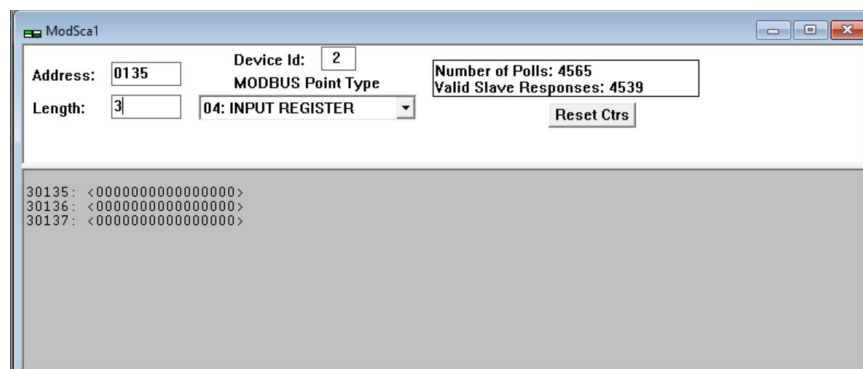 ModSca1
Address: 0135
Device Id: 2
MODBUS Point Type
Length: 3
04: INPUT REGISTER
Number of Polls: 4565
Valid Slave Responses: 4539
Reset Ctrs
30135: <0000000000000000>
30136: <0000000000000000>
30137: <0000000000000000>